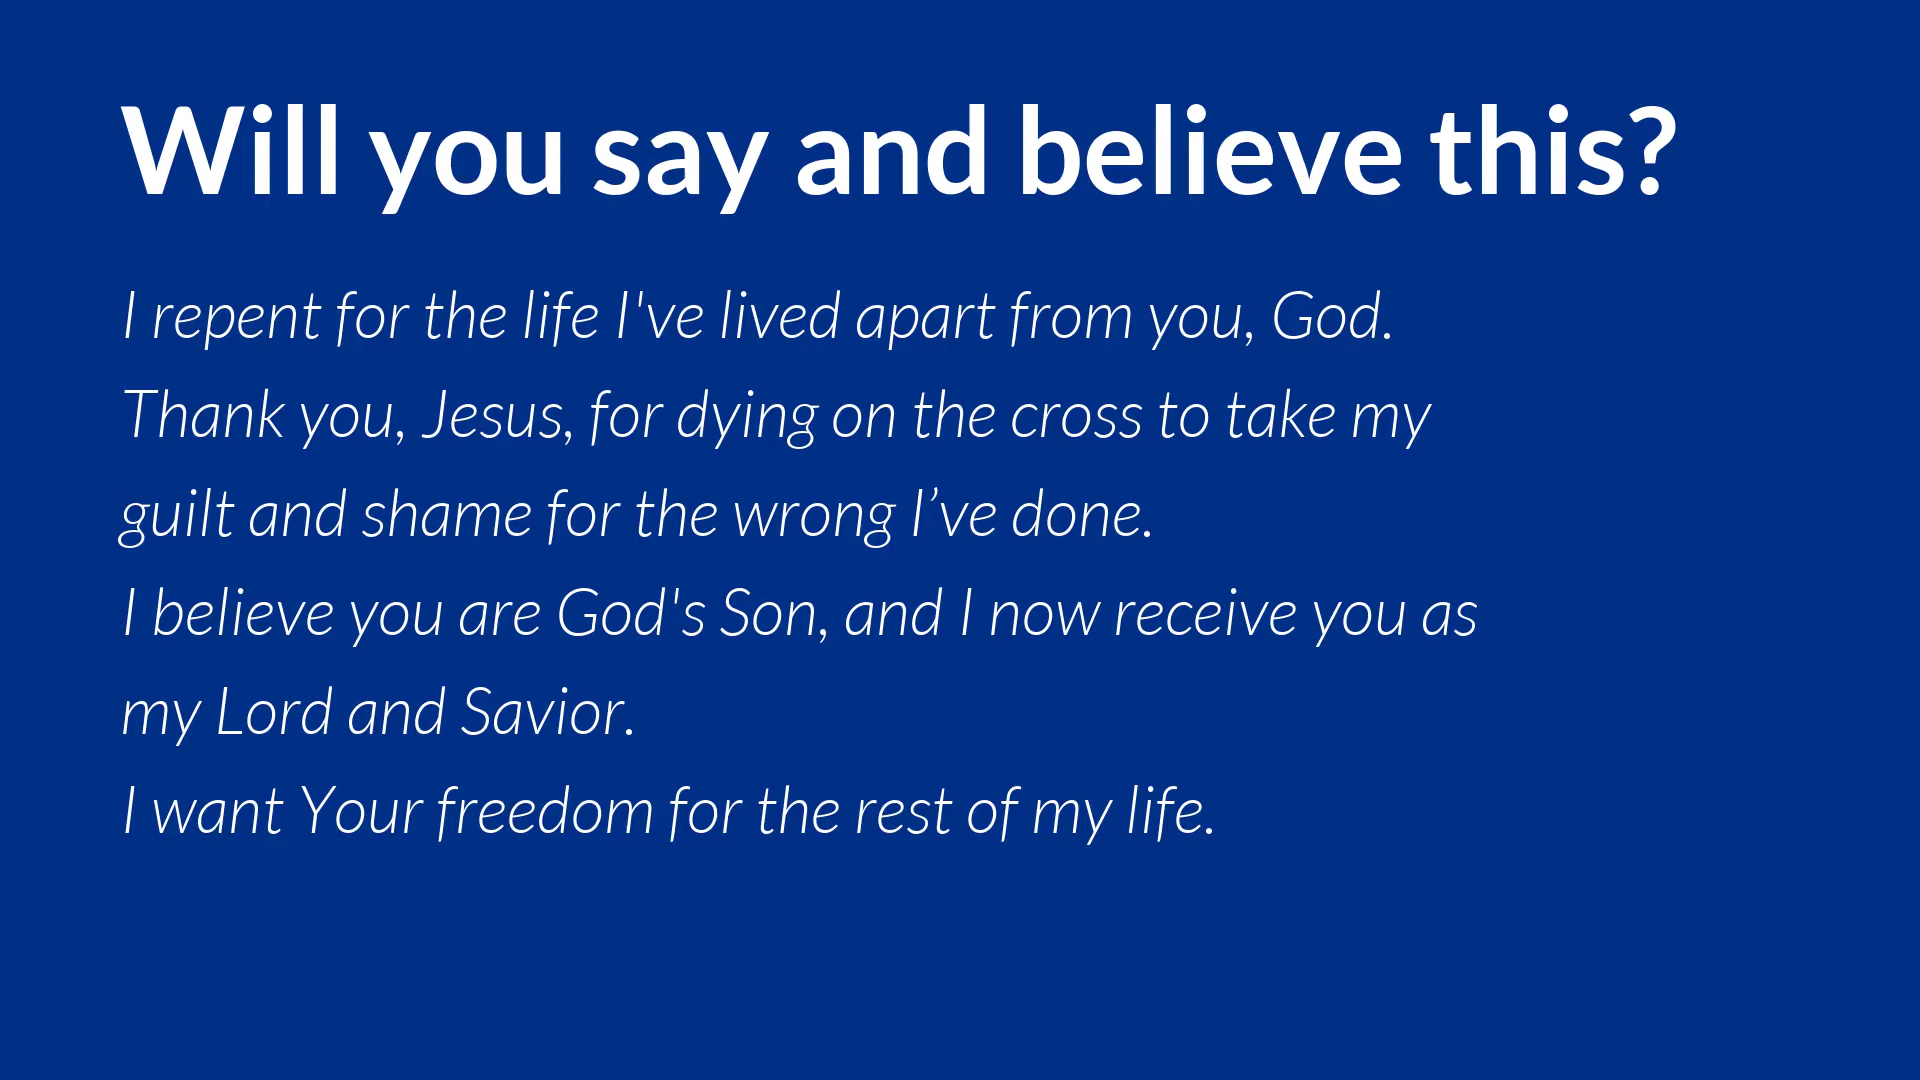 Will you say and believe this?
I repent for the life I've lived apart from you, God.
Thank you, Jesus, for dying on the cross to take my
guilt and shame for the wrong I’ve done.
I believe you are God's Son, and I now receive you as
my Lord and Savior.
I want Your freedom for the rest of my life.